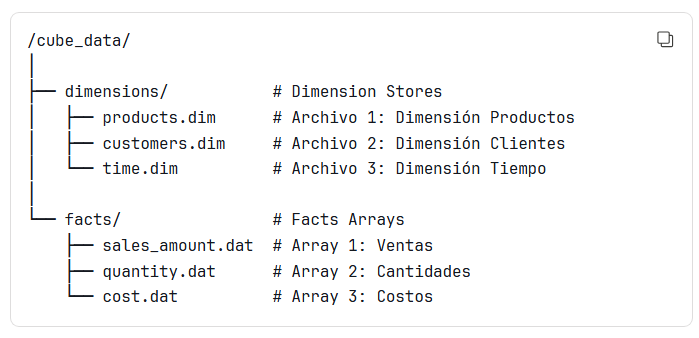 /cube_data/
│
├── dimensions/           # Dimension Stores
│   ├── products.dim      # Archivo 1: Dimensión Productos
│   ├── customers.dim     # Archivo 2: Dimensión Clientes
│   └── time.dim          # Archivo 3: Dimensión Tiempo
│
└── facts/                # Facts Arrays
    ├── sales_amount.dat  # Array 1: Ventas
    ├── quantity.dat      # Array 2: Cantidades
    └── cost.dat          # Array 3: Costos